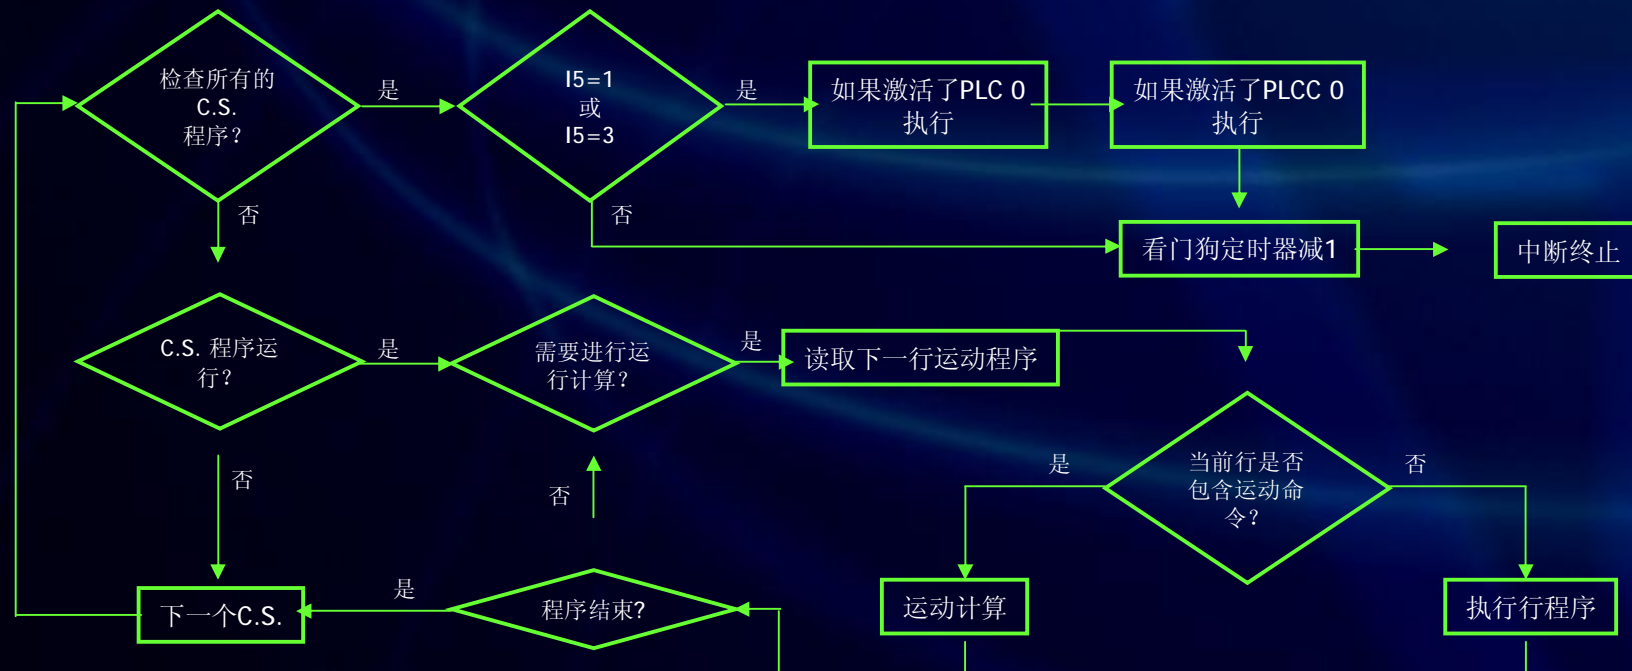 检查所有的
C.S.
程序?
是
I5=1
或
I5=3
是
如果激活了PLC 0
执行
如果激活了PLCC 0
执行
否
否
看门狗定时器减1
中断终止
C.S. 程序运
行?
是
需要进行运
行计算?
是
读取下一行运动程序
否
否
是
当前行是否
包含运动命
令?
否
下一个C.S.
是
程序结束?
运动计算
执行行程序